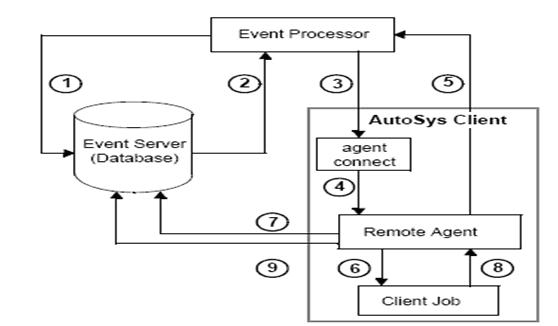 Event Processor
1
2
3
5
AutoSys Client
Event Server
(Database)
agent
connect
4
7
Remote Agent
9
6
8
Client Job